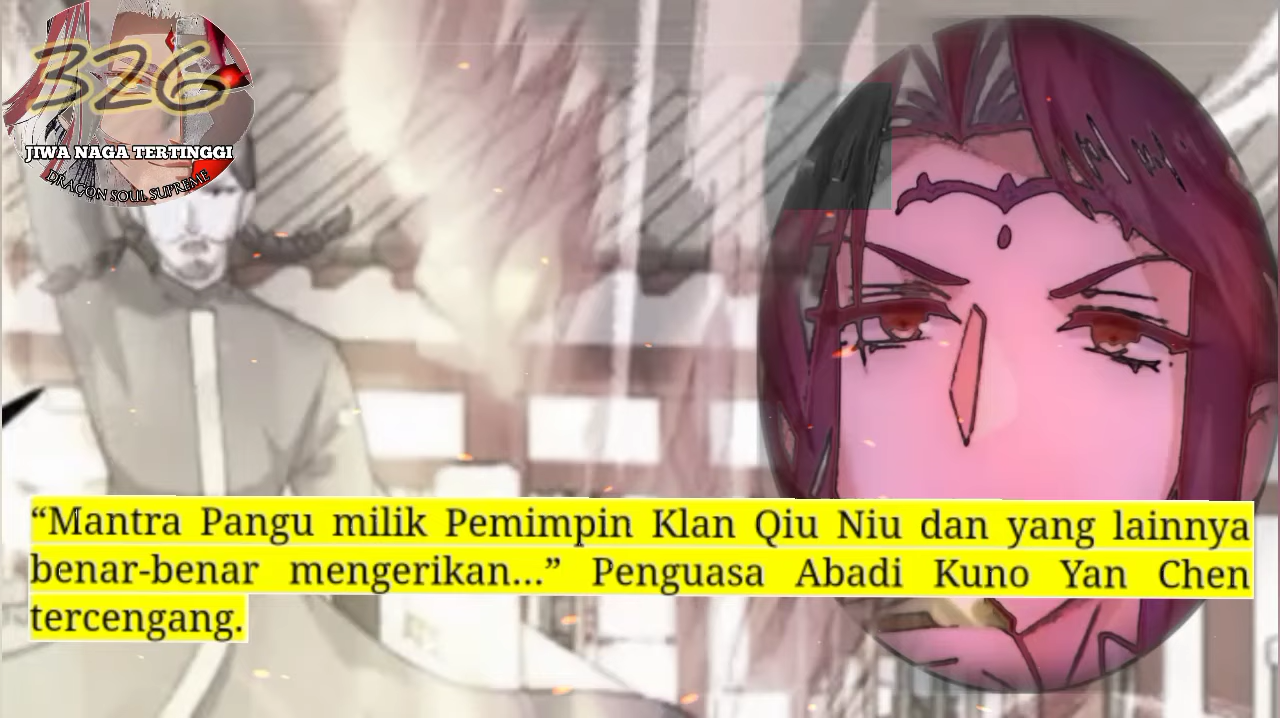 326
JIWA NAGA TERTINGGI
DRAGON SOUL SUPREME
“Mantra Pangu milik Pemimpin Klan Qiu Niu dan yang lainnya
benar-benar mengerikan...” Penguasa Abadi Kuno Yan Chen
tercengang.